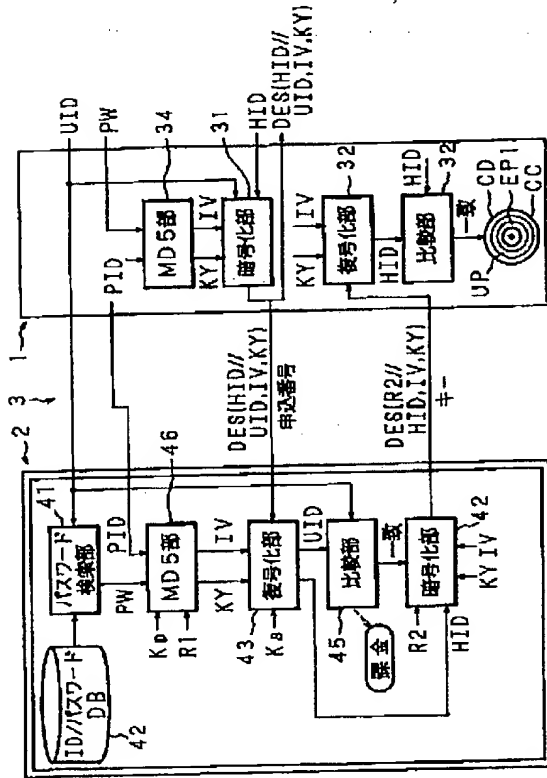 2
3
1
ID/パスワード
DB
42
41
パスワード
検索部
PW
PID
46
MD5部
Kp
R1
KY
IV
43
復号化部
Ka
UID
45
比較部
課金
一致
R2
暗号化部
42
HID
KY IV
DES(HID//
UID,IV,KY)
申込番号
DES(R2//
HID,IV,KY)
キー
UID
PW
PID
34
MD5部
KY
IV
31
暗号化部
HID
DES(HID//
UID,IV,KY)
KY
IV
32
復号化部
HID
32
比較部
HID
一致
UP
CD
EP1
CC